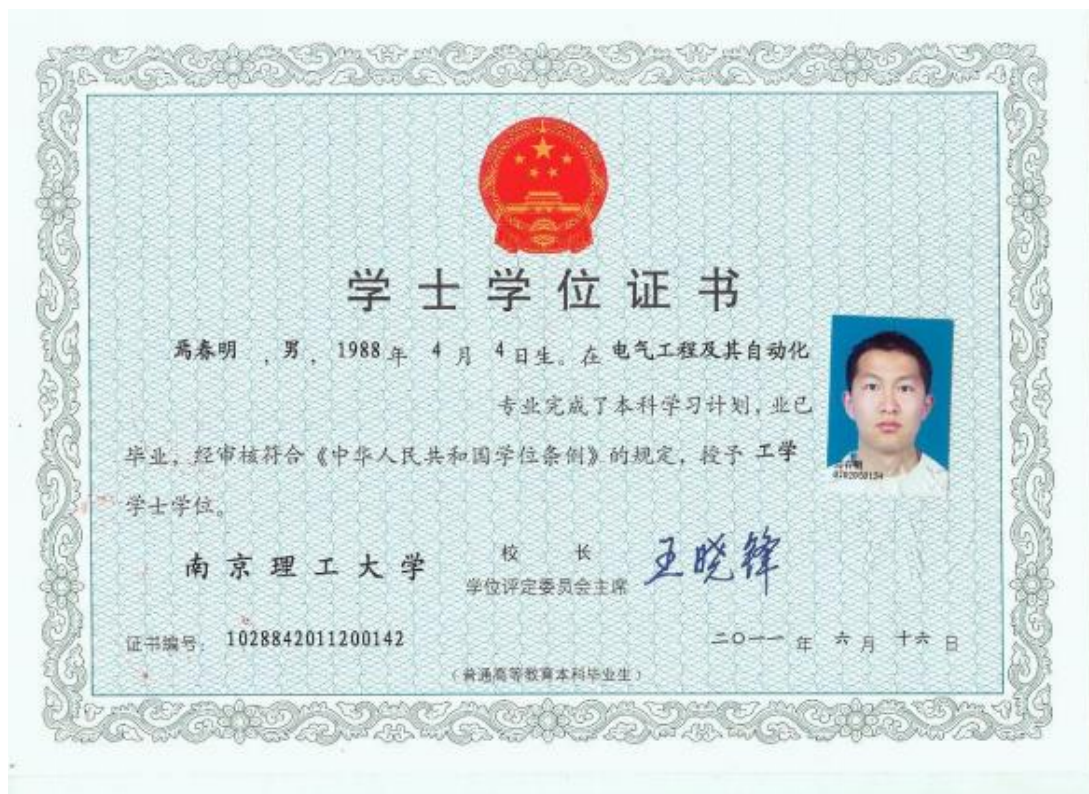 学士学位证书
焉春明 ,男,1988年 4月 4日生。在 电气工程及其自动化
专业完成了本科学习计划,业已
毕业,经审核符合《中华人民共和国学位条例》的规定,授予 工学
学士学位。
南京理工大学
校 长
学位评定委员会主席
王晓锋
证书编号:1028842011200142
二〇一一 年 六 月 十六 日
(普通高等教育本科毕业生)